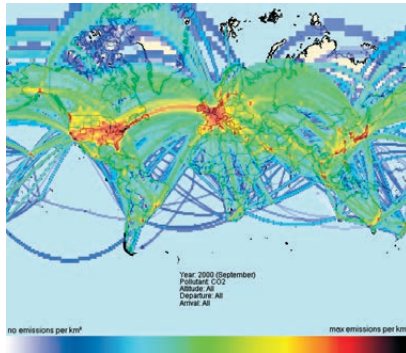 Year: 2000 (September)
Pollutant: CO2
Altitude: All
Departure: All
Arrival: All
no emissions per km²
max emissions per km²